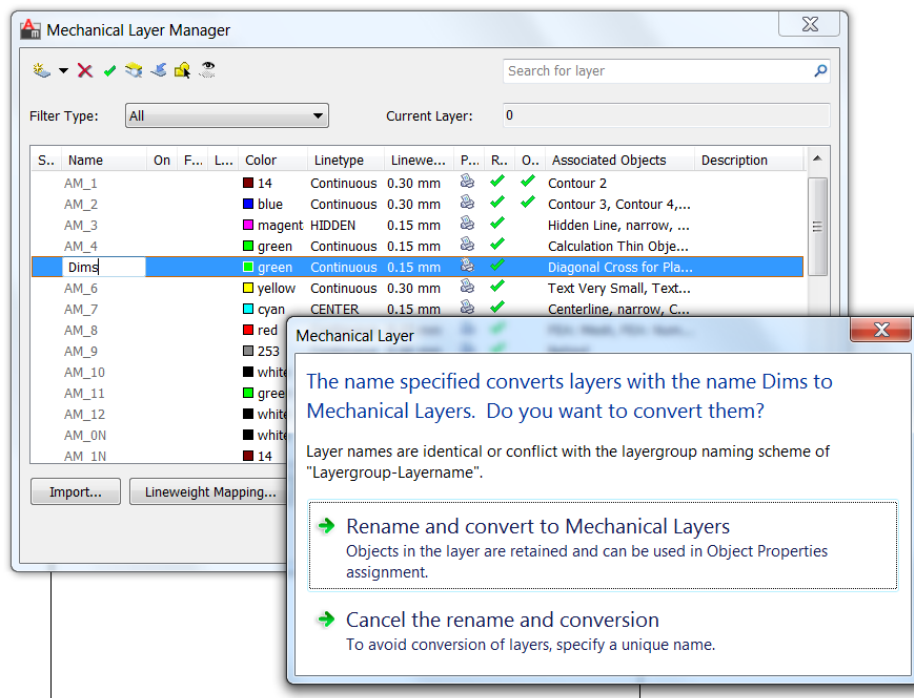 Mechanical Layer Manager
Search for layer
Filter Type: All Current Layer: 0
S.. Name On F... L... Color Linetype Linewe... P... R.. O.. Associated Objects Description
AM_1 14 Continuous 0.30 mm Contour 2
AM_2 blue Continuous 0.30 mm Contour 3, Contour 4,...
AM_3 magent HIDDEN 0.15 mm Hidden Line, narrow, ...
AM_4 green Continuous 0.15 mm Calculation Thin Obje...
Dims green Continuous 0.15 mm Diagonal Cross for Pla...
AM_6 yellow Continuous 0.30 mm Text Very Small, Text...
AM_7 cyan CENTER 0.15 mm Centerline, narrow, C...
AM_8 red
AM_9 253
AM_10 white
AM_11 gree
AM_12 white
AM_0N white
AM_1N 14
Import... Lineweight Mapping...
Mechanical Layer
The name specified converts layers with the name Dims to
Mechanical Layers. Do you want to convert them?
Layer names are identical or conflict with the layergroup naming scheme of
"Layergroup-Layername".
Rename and convert to Mechanical Layers
Objects in the layer are retained and can be used in Object Properties
assignment.
Cancel the rename and conversion
To avoid conversion of layers, specify a unique name.